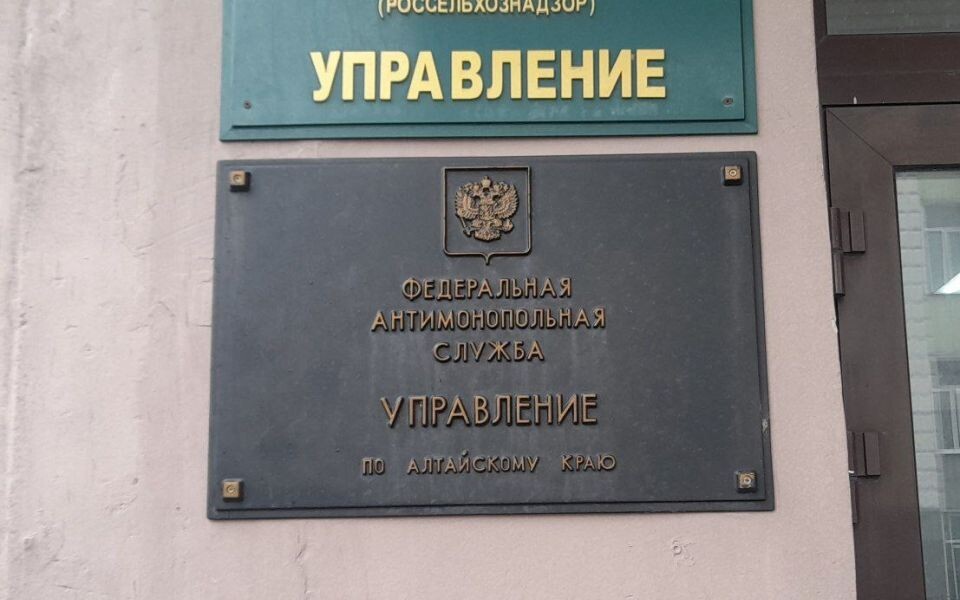 (РОССЕЛЬХОЗНАДЗОР)
УПРАВЛЕНИЕ
ФЕДЕРАЛЬНАЯ
АНТИМОНОПОЛЬНАЯ
СЛУЖБА
УПРАВЛЕНИЕ
ПО АЛТАЙСКОМУ КРАЮ